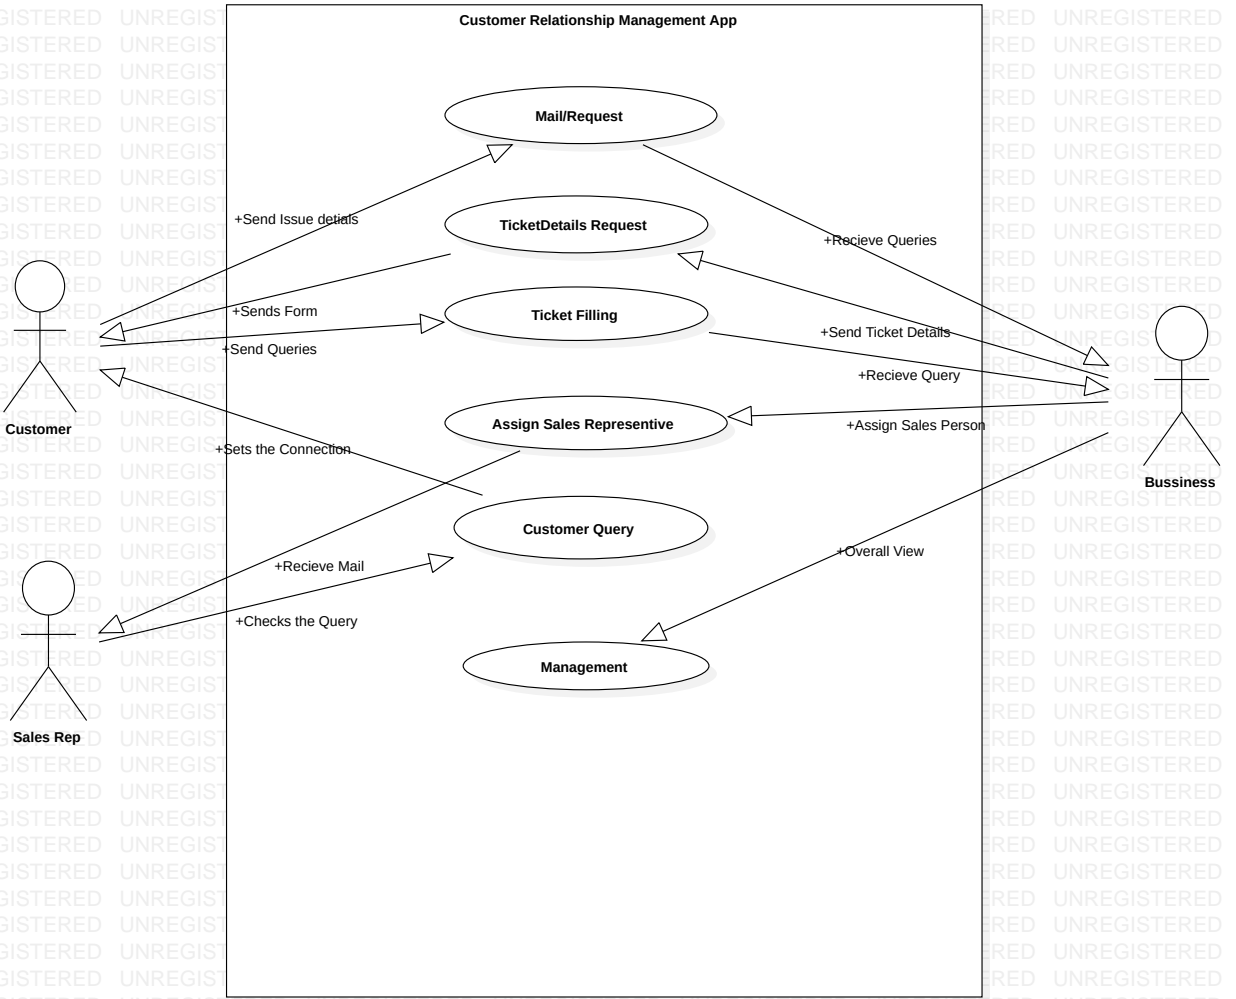 Customer Relationship Management App
Mail/Request
+Send Issue detials
TicketDetails Request
+Recieve Queries
+Sends Form
Ticket Filling
+Send Queries
+Send Ticket Details
+Recieve Query
Customer
Assign Sales Representive
+Assign Sales Person
+Sets the Connection
Bussiness
Customer Query
+Overall View
+Recieve Mail
+Checks the Query
Management
Sales Rep
UNREGISTERED